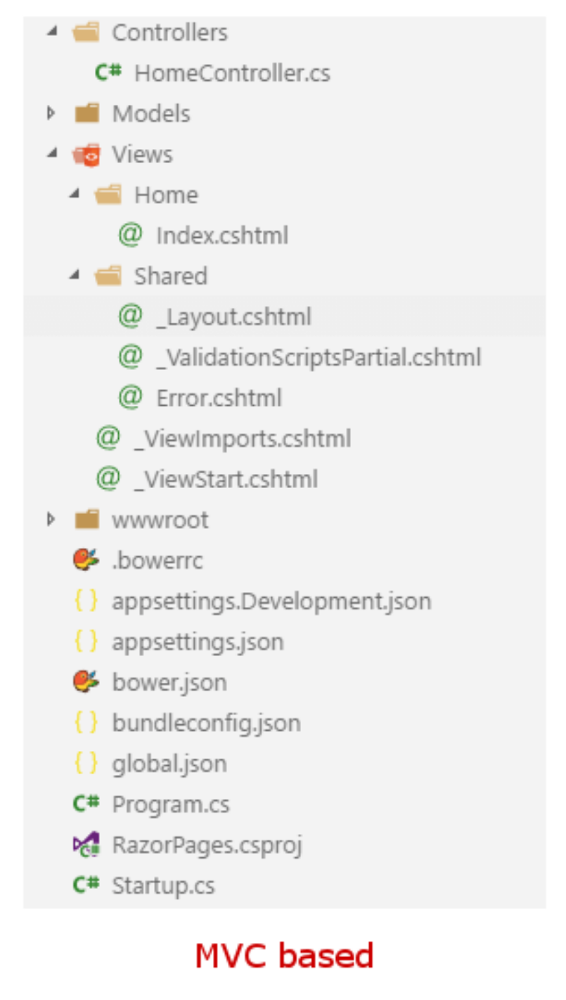 Controllers
C# HomeController.cs
Models
Views
Home
@ Index.cshtml
Shared
@ _Layout.cshtml
@ _ValidationScriptsPartial.cshtml
@ Error.cshtml
@ _ViewImports.cshtml
@ _ViewStart.cshtml
wwwroot
.bowerrc
{ } appsettings.Development.json
{ } appsettings.json
bower.json
{ } bundleconfig.json
{ } global.json
C# Program.cs
RazorPages.csproj
C# Startup.cs
MVC based